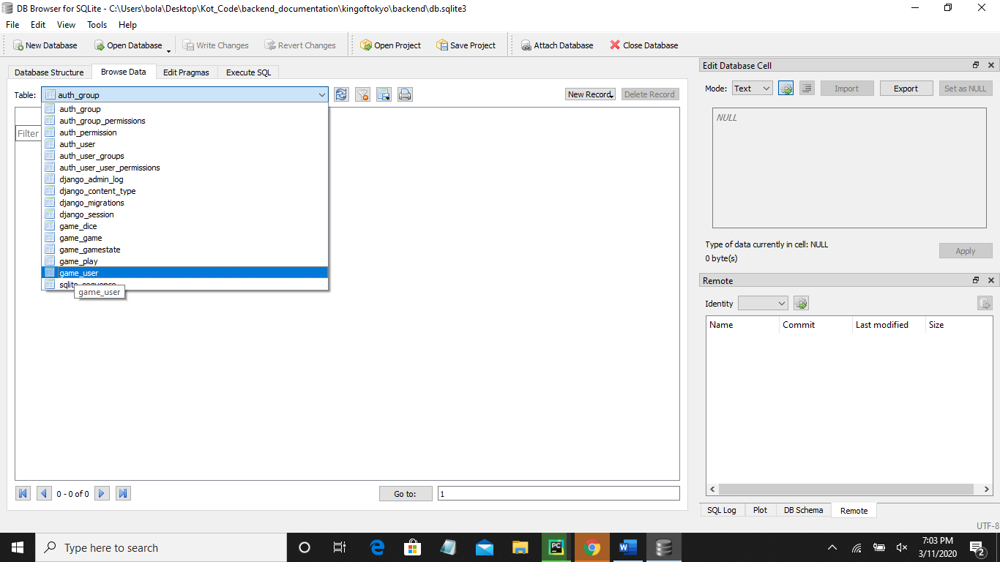 DB Browser for SQLite - C:\Users\bola\Desktop\Kot_Code\backend_documentation\kingoftokyo\backend\db.sqlite3
File Edit View Tools Help
New Database Open Database Write Changes Revert Changes Open Project Save Project Attach Database Close Database
Database Structure Browse Data Edit Pragmas Execute SQL
Table: auth_group New Record Delete Record
auth_group
auth_group_permissions
auth_permission
auth_user
auth_user_groups
auth_user_user_permissions
django_admin_log
django_content_type
django_migrations
django_session
game_dice
game_game
game_gamestate
game_play
game_user
sqlite_sequence
game_user
Filter
0 - 0 of 0 Go to: 1
Edit Database Cell
Mode: Text Import Export Set as NULL
NULL
Type of data currently in cell: NULL
0 byte(s)
Apply
Remote
Identity
Name Commit Last modified Size
SQL Log Plot DB Schema Remote
UTF-8
Type here to search
PC
W
7:03 PM
3/11/2020
2